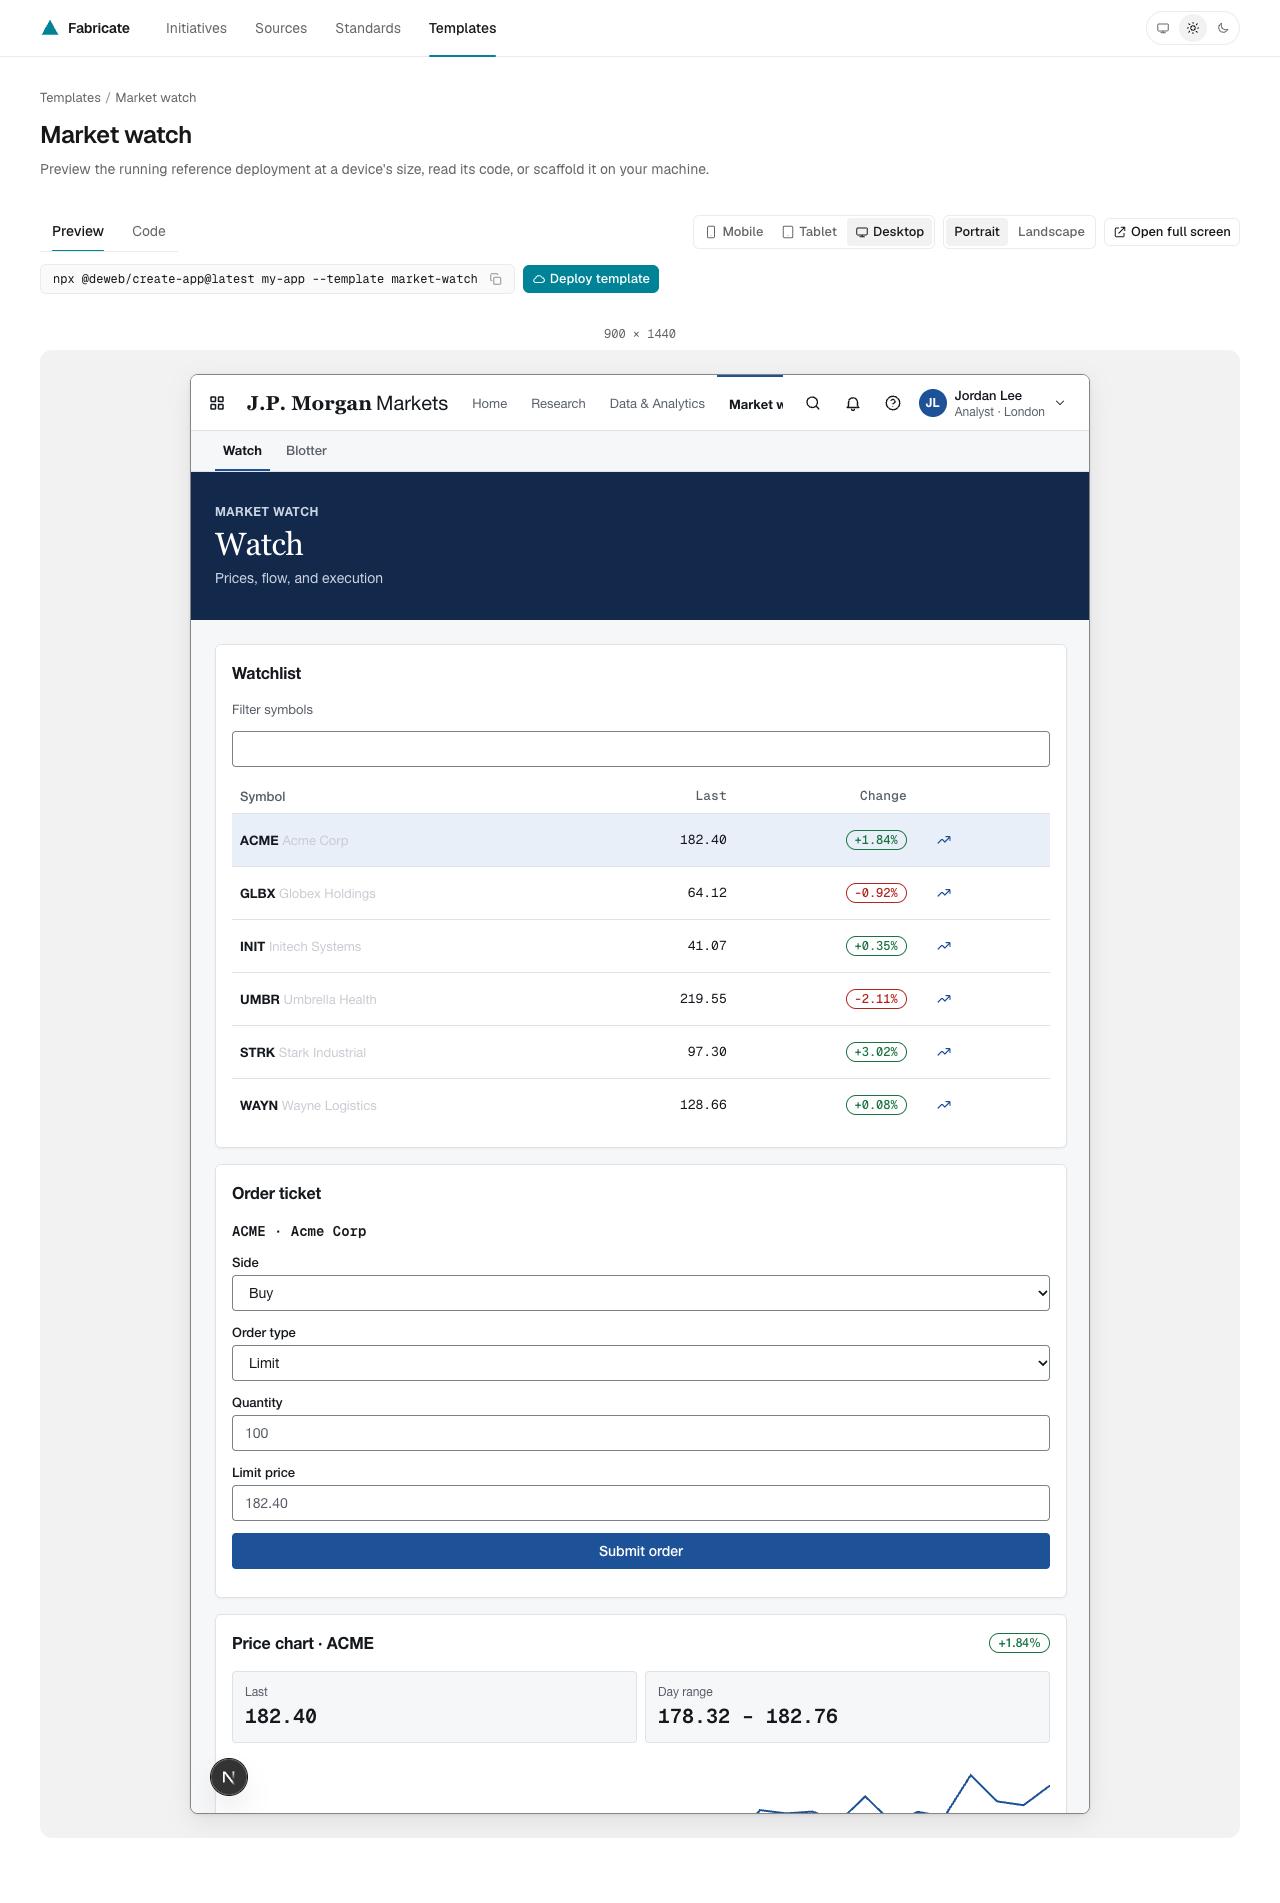 Fabricate Initiatives Sources Standards Templates
Templates / Market watch
Market watch
Preview the running reference deployment at a device's size, read its code, or scaffold it on your machine.
Preview Code Mobile Tablet Desktop Portrait Landscape Open full screen
npx @deweb/create-app@latest my-app --template market-watch Deploy template
900 × 1440
J.P. Morgan Markets Home Research Data & Analytics Market w JL Jordan Lee
Analyst · London
Watch Blotter
MARKET WATCH
Watch
Prices, flow, and execution
Watchlist
Filter symbols
Symbol Last Change
ACME Acme Corp 182.40 +1.84%
GLBX Globex Holdings 64.12 -0.92%
INIT Initech Systems 41.07 +0.35%
UMBR Umbrella Health 219.55 -2.11%
STRK Stark Industrial 97.30 +3.02%
WAYN Wayne Logistics 128.66 +0.08%
Order ticket
ACME · Acme Corp
Side
Buy
Order type
Limit
Quantity
100
Limit price
182.40
Submit order
Price chart · ACME +1.84%
Last Day range
182.40 178.32 – 182.76
N